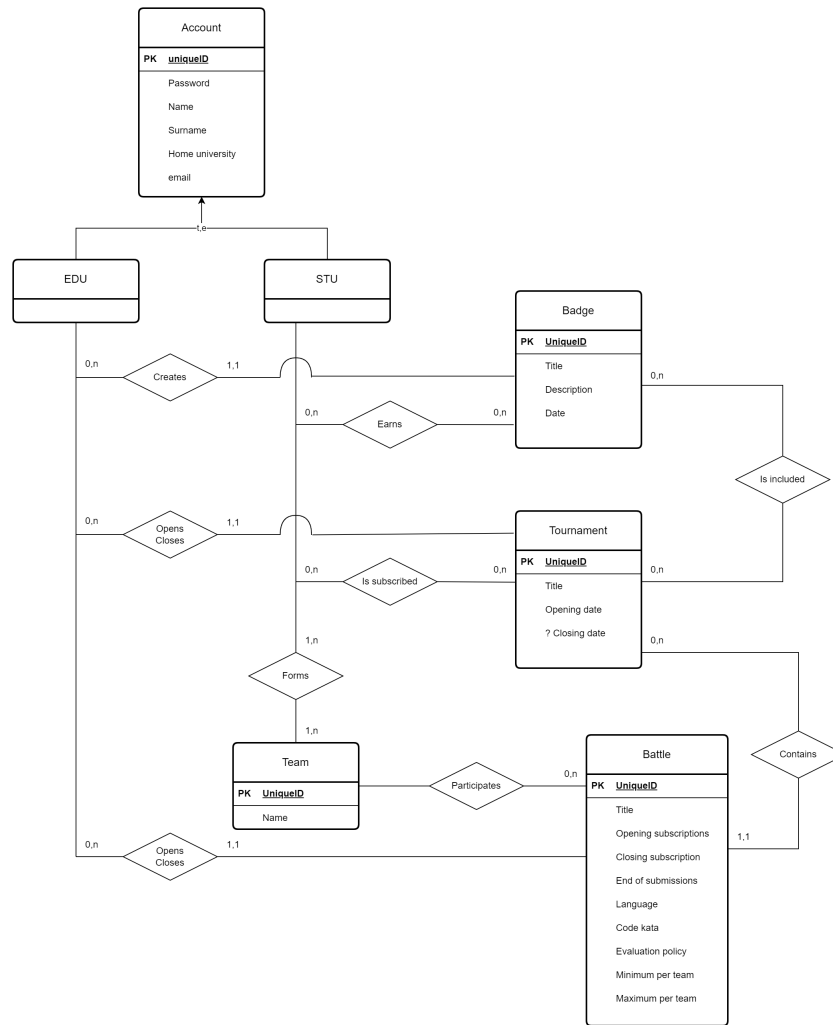 Account
PK uniqueID
Password
Name
Surname
Home university
email
t,e
EDU
STU
Badge
PK UniqueID
Title
Description
Date
0,n
Creates
1,1
0,n
Earns
0,n
0,n
Is included
0,n
Opens
Closes
1,1
Tournament
PK UniqueID
Title
Opening date
? Closing date
0,n
Is subscribed
0,n
0,n
0,n
1,n
Forms
1,n
Team
PK UniqueID
Name
Participates
0,n
Contains
1,1
Battle
PK UniqueID
Title
Opening subscriptions
Closing subscription
End of submissions
Language
Code kata
Evaluation policy
Minimum per team
Maximum per team
0,n
Opens
Closes
1,1